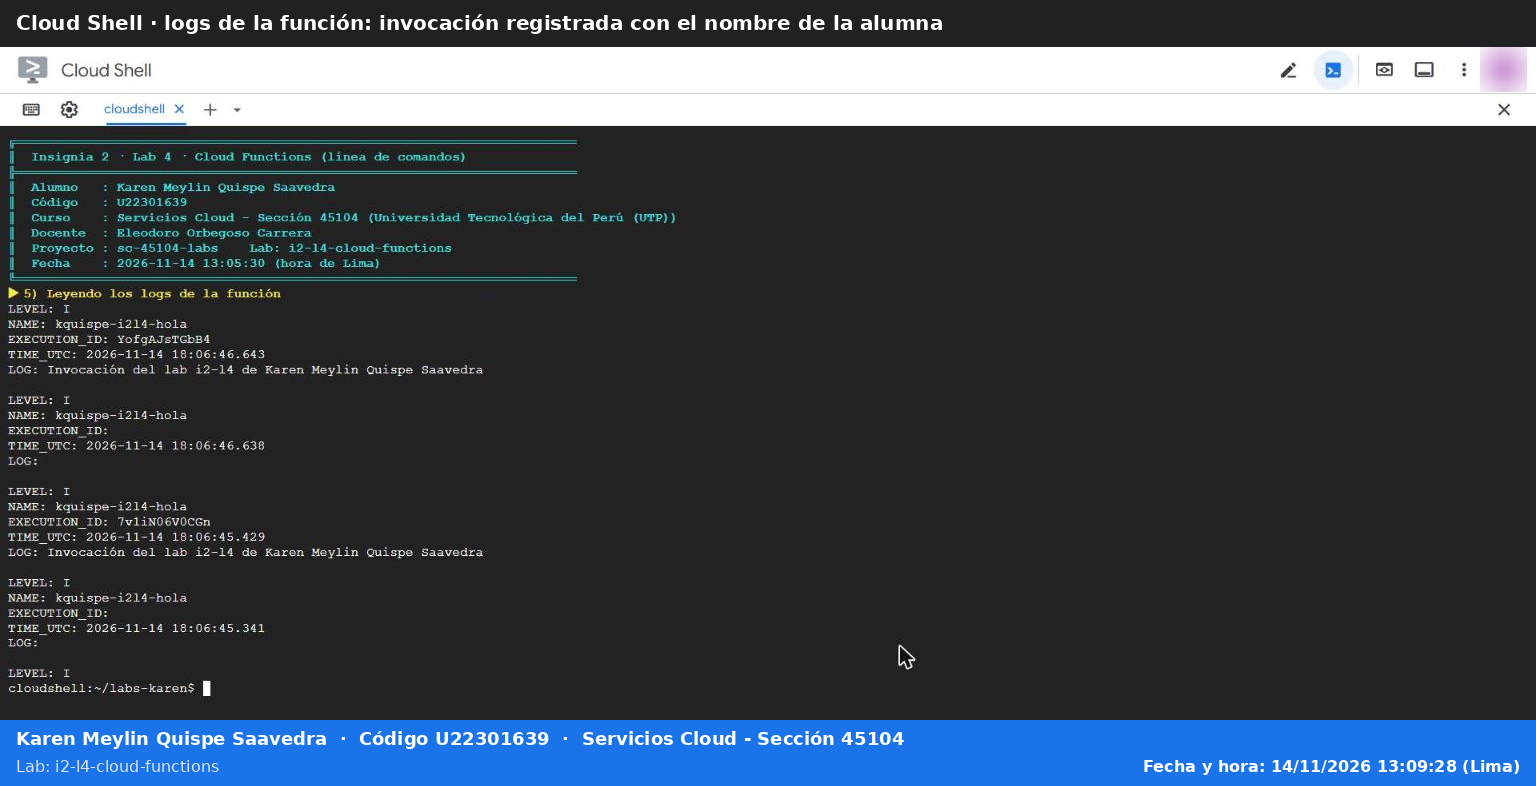 Cloud Shell · logs de la función: invocación registrada con el nombre de la alumna
Cloud Shell
cloudshell
Insignia 2 · Lab 4 · Cloud Functions (línea de comandos)
Alumno : Karen Meylin Quispe Saavedra
Código : U22301639
Curso : Servicios Cloud - Sección 45104 (Universidad Tecnológica del Perú (UTP))
Docente : Eleodoro Orbegoso Carrera
Proyecto : sc-45104-labs Lab: i2-l4-cloud-functions
Fecha : 2026-11-14 13:05:30 (hora de Lima)
▶ 5) Leyendo los logs de la función
LEVEL: I
NAME: kquispe-i2l4-hola
EXECUTION_ID: YofgAJsTGbB4
TIME_UTC: 2026-11-14 18:06:46.643
LOG: Invocación del lab i2-l4 de Karen Meylin Quispe Saavedra
LEVEL: I
NAME: kquispe-i2l4-hola
EXECUTION_ID:
TIME_UTC: 2026-11-14 18:06:46.638
LOG:
LEVEL: I
NAME: kquispe-i2l4-hola
EXECUTION_ID: 7v1iN06V0CGn
TIME_UTC: 2026-11-14 18:06:45.429
LOG: Invocación del lab i2-l4 de Karen Meylin Quispe Saavedra
LEVEL: I
NAME: kquispe-i2l4-hola
EXECUTION_ID:
TIME_UTC: 2026-11-14 18:06:45.341
LOG:
LEVEL: I
cloudshell:~/labs-karen$
Karen Meylin Quispe Saavedra · Código U22301639 · Servicios Cloud - Sección 45104
Lab: i2-l4-cloud-functions
Fecha y hora: 14/11/2026 13:09:28 (Lima)